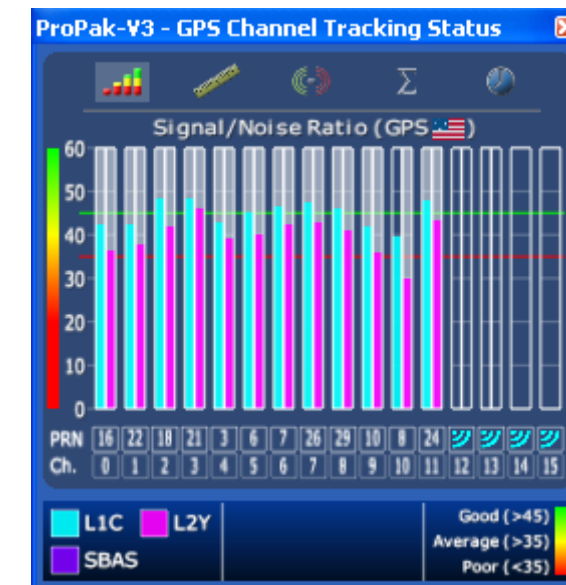 ProPak-V3 - GPS Channel Tracking Status
Σ
Signal/Noise Ratio (GPS )
60
50
40
30
20
10
0
PRN 16 22 18 21 3 6 7 26 29 10 8 24
Ch. 0 1 2 3 4 5 6 7 8 9 10 11 12 13 14 15
L1C L2Y
SBAS
Good (>45)
Average (>35)
Poor (<35)